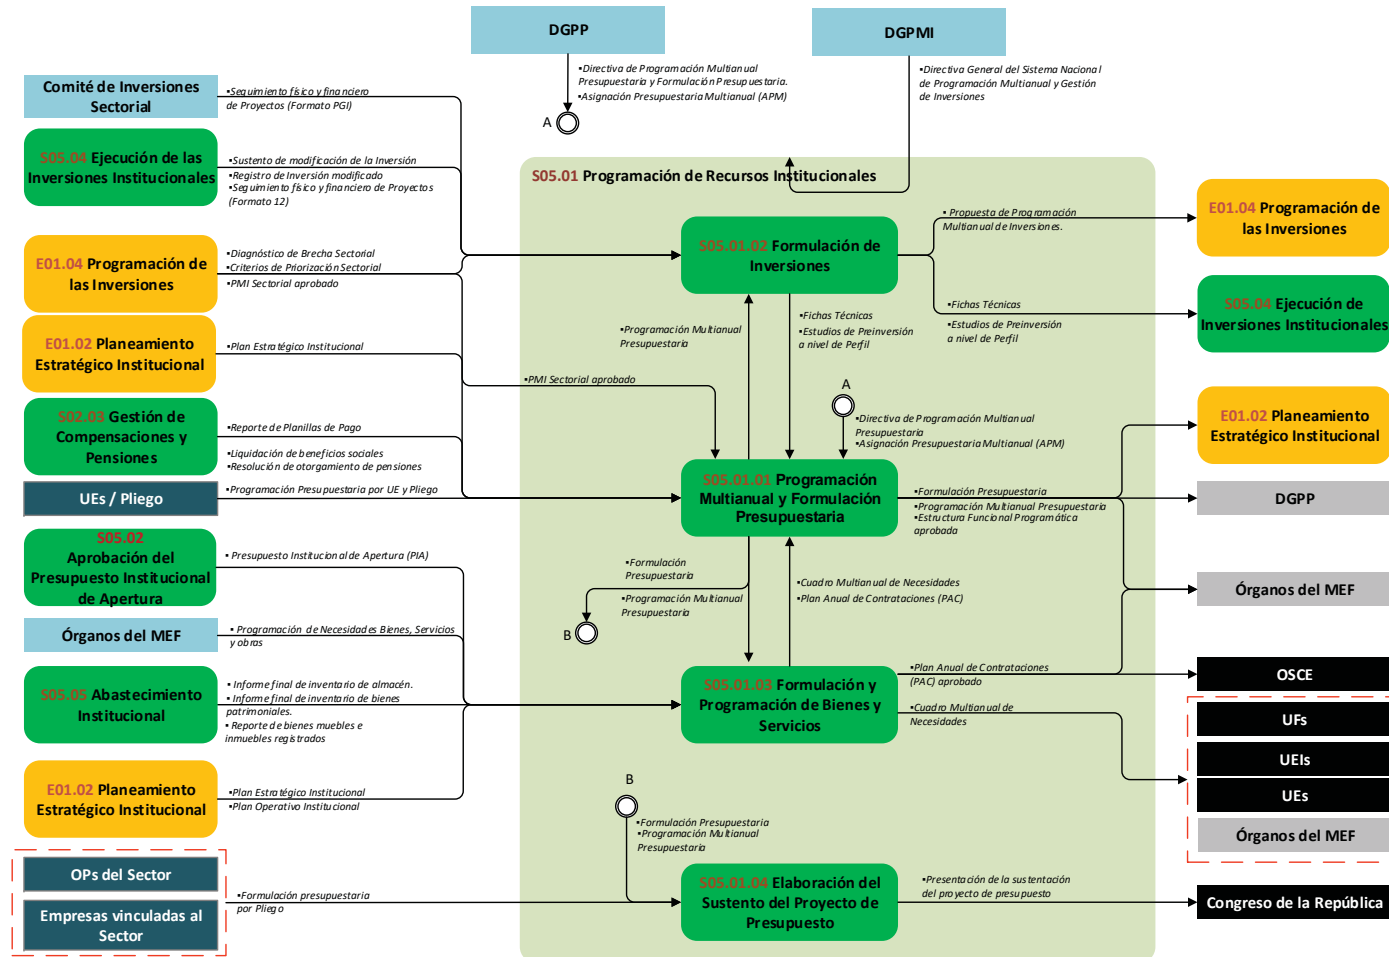 DGPP
DGPMI
▪Directiva de Programación Multianual
Presupuestaria y Formulación Presupuestaria.
▪Asignación Presupuestaria Multianual (APM)
A
▪Directiva General del Sistema Nacional
de Programación Multianual y Gestión
de Inversiones
Comité de Inversiones
Sectorial
▪Seguimiento físico y financiero
de Proyectos (Formato PGI)
S05.04 Ejecución de las
Inversiones Institucionales
▪Sustento de modificación de la Inversión
▪Registro de Inversión modificado
▪Seguimiento físico y financiero de Proyectos
(Formato 12)
E01.04 Programación de
las Inversiones
▪Diagnóstico de Brecha Sectorial
▪Criterios de Priorización Sectorial
▪PMI Sectorial aprobado
E01.02 Planeamiento
Estratégico Institucional
▪Plan Estratégico Institucional
S02.03 Gestión de
Compensaciones y
Pensiones
▪Reporte de Planillas de Pago
▪Liquidación de beneficios sociales
▪Resolución de otorgamiento de pensiones
UEs / Pliego
▪Programación Presupuestaria por UE y Pliego
S05.02
Aprobación del
Presupuesto Institucional
de Apertura
▪Presupuesto Institucional de Apertura (PIA)
Órganos del MEF
▪ Programación de Necesidades Bienes, Servicios
y obras
S05.05 Abastecimiento
Institucional
▪ Informe final de inventario de almacén.
▪ Informe final de inventario de bienes
patrimoniales.
▪ Reporte de bienes muebles e
inmuebles registrados
E01.02 Planeamiento
Estratégico Institucional
▪Plan Estratégico Institucional
▪Plan Operativo Institucional
OPs del Sector
Empresas vinculadas al
Sector
▪Formulación presupuestaria
por Pliego
S05.01 Programación de Recursos Institucionales
S05.01.02 Formulación de
Inversiones
▪Programación Multianual
Presupuestaria
▪Fichas Técnicas
▪Estudios de Preinversión
a nivel de Perfil
▪PMI Sectorial aprobado
A
▪Directiva de Programación Multianual
Presupuestaria
▪Asignación Presupuestaria Multianual (APM)
S05.01.01 Programación
Multianual y Formulación
Presupuestaria
▪Formulación
Presupuestaria
▪Programación Multianual
Presupuestaria
B
▪Cuadro Multianual de Necesidades
▪Plan Anual de Contrataciones (PAC)
S05.01.03 Formulación y
Programación de Bienes y
Servicios
B
▪Formulación Presupuestaria
▪Programación Multianual
Presupuestaria
S05.01.04 Elaboración del
Sustento del Proyecto de
Presupuesto
▪ Propuesta de Programación
Multianual de Inversiones.
▪Fichas Técnicas
▪Estudios de Preinversión
a nivel de Perfil
▪Formulación Presupuestaria
▪Programación Multianual Presupuestaria
▪Estructura Funcional Programática
aprobada
▪Plan Anual de Contrataciones
(PAC) aprobado
▪Cuadro Multianual de
Necesidades
▪Presentación de la sustentación
del proyecto de presupuesto
E01.04 Programación de
las Inversiones
S05.04 Ejecución de
Inversiones Institucionales
E01.02 Planeamiento
Estratégico Institucional
DGPP
Órganos del MEF
OSCE
UFs
UEIs
UEs
Órganos del MEF
Congreso de la República